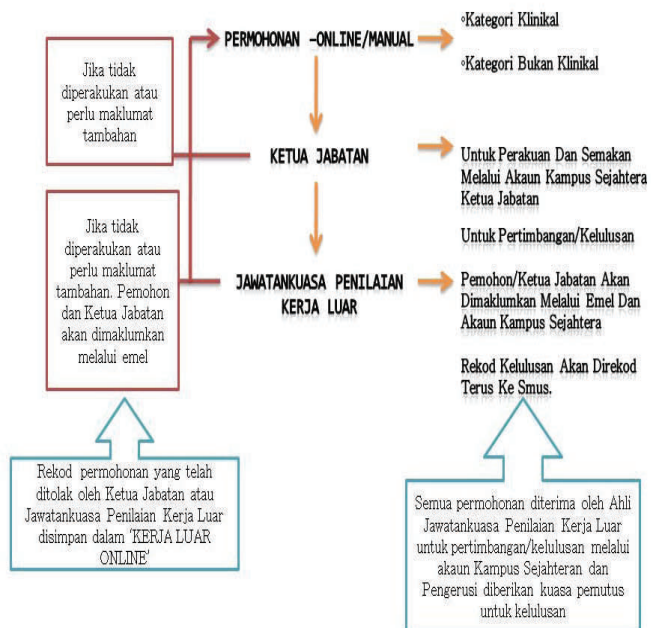 PERMOHONAN -ONLINE/MANUAL
◦Kategori Klinikal
◦Kategori Bukan Klinikal
Jika tidak
diperakukan atau
perlu maklumat
tambahan
KETUA JABATAN
Untuk Perakuan Dan Semakan
Melalui Akaun Kampus Sejahtera
Ketua Jabatan
Untuk Pertimbangan/Kelulusan
Jika tidak
diperakukan atau
perlu maklumat
tambahan. Pemohon
dan Ketua Jabatan
akan dimaklumkan
melalui emel
JAWATANKUASA PENILAIAN
KERJA LUAR
Pemohon/Ketua Jabatan Akan
Dimaklumkan Melalui Emel Dan
Akaun Kampus Sejahtera
Rekod Kelulusan Akan Direkod
Terus Ke Smus.
Rekod permohonan yang telah
ditolak oleh Ketua Jabatan atau
Jawatankuasa Penilaian Kerja Luar
disimpan dalam 'KERJA LUAR
ONLINE'
Semua permohonan diterima oleh Ahli
Jawatankuasa Penilaian Kerja Luar
untuk pertimbangan/kelulusan melalui
akaun Kampus Sejahteran dan
Pengerusi diberikan kuasa pemutus
untuk kelulusan